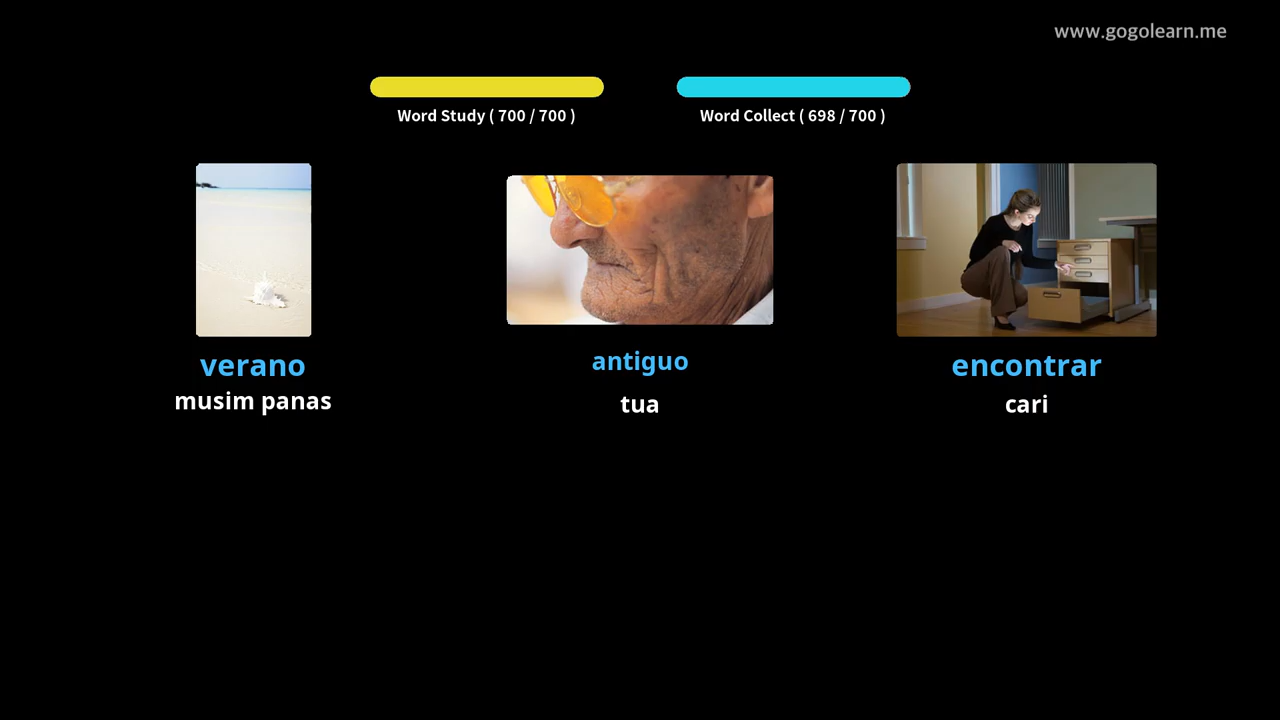 www.gogolearn.me
Word Study ( 700 / 700 )
Word Collect ( 698 / 700 )
verano
antiguo
encontrar
musim panas
tua
cari